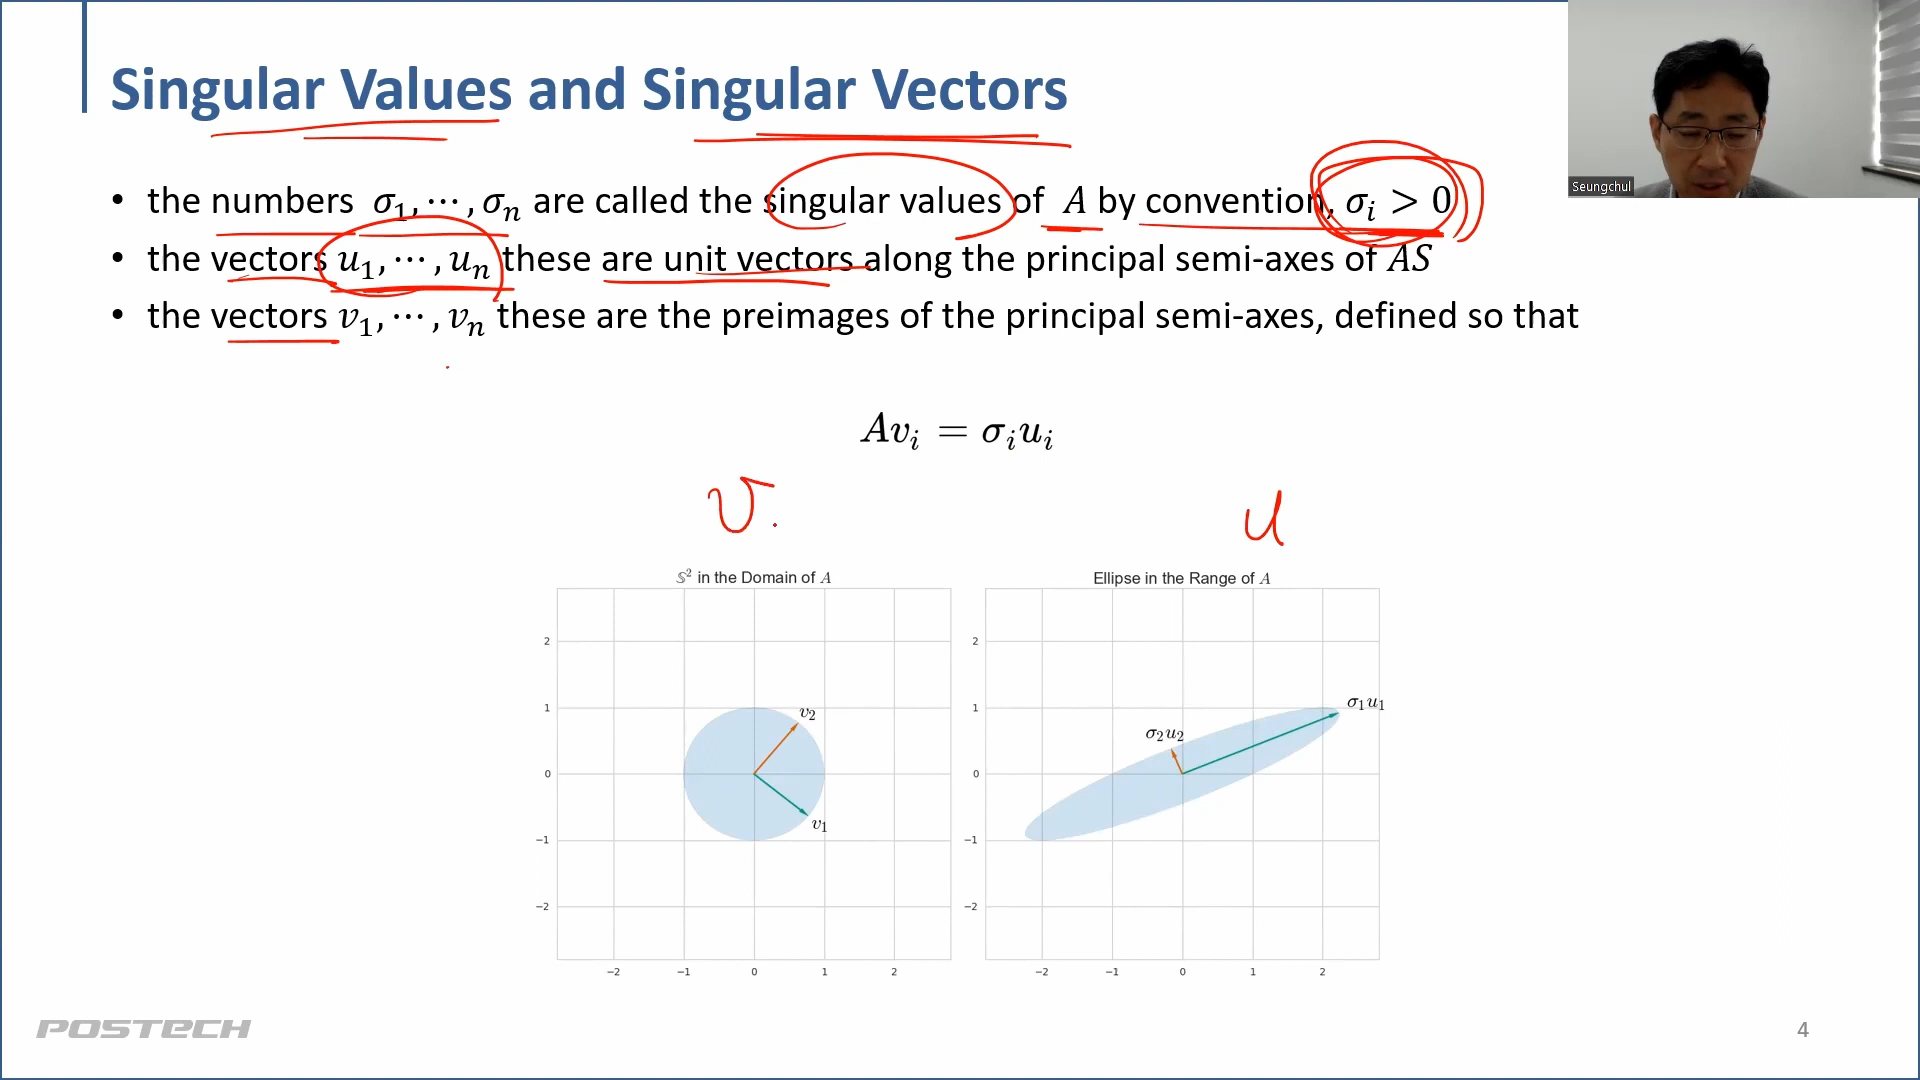 Singular Values and Singular Vectors
Seungchul
• the numbers σ₁, ⋯ , σₙ are called the singular values of A by convention, σᵢ > 0
• the vectors u₁, ⋯ , uₙ these are unit vectors along the principal semi-axes of AS
• the vectors v₁, ⋯ , vₙ these are the preimages of the principal semi-axes, defined so that
Avᵢ = σᵢuᵢ
v. u
𝕊² in the Domain of A
2
1
0
−1
−2
−2 −1 0 1 2
v₂
v₁
Ellipse in the Range of A
2
1
0
−1
−2
−2 −1 0 1 2
σ₁u₁
σ₂u₂
POSTECH
4